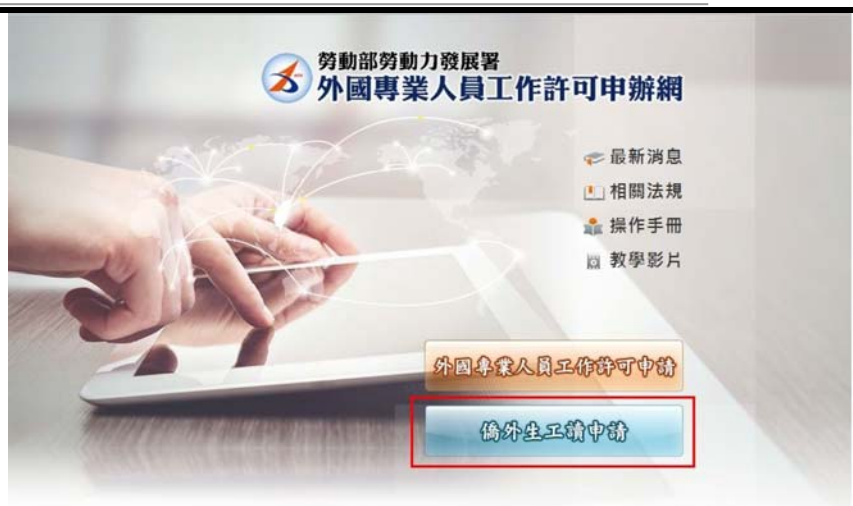 勞動部勞動力發展署
外國專業人員工作許可申辦網
最新消息
相關法規
操作手冊
教學影片
外國專業人員工作許可申請
僑外生工讀申請